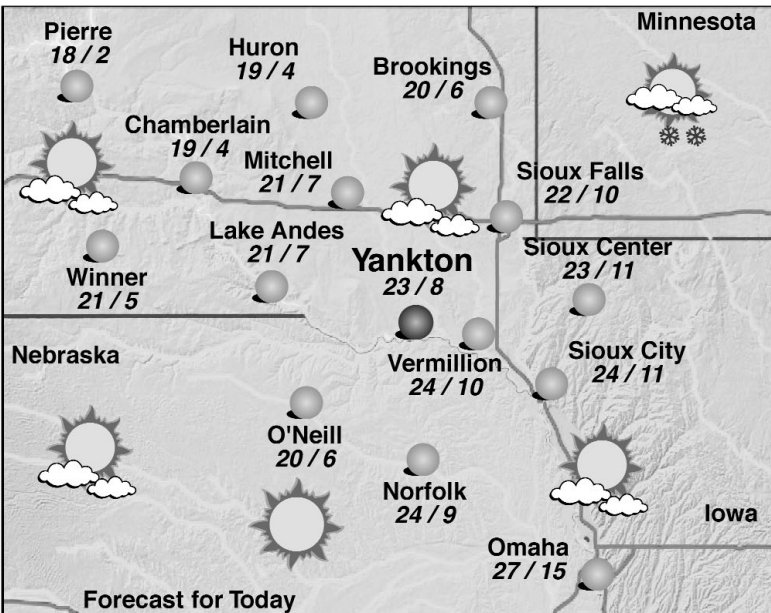 Minnesota
Pierre
18 / 2
Huron
19 / 4
Brookings
20 / 6
Chamberlain
19 / 4
Mitchell
21 / 7
Sioux Falls
22 / 10
Lake Andes
21 / 7
Yankton
23 / 8
Sioux Center
23 / 11
Winner
21 / 5
Nebraska
Vermillion
24 / 10
Sioux City
24 / 11
O'Neill
20 / 6
Norfolk
24 / 9
Iowa
Omaha
27 / 15
Forecast for Today